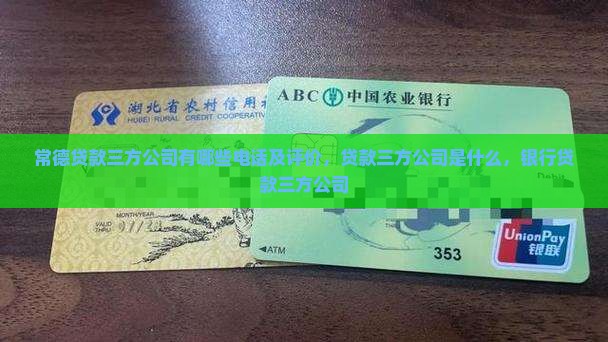 湖北省农村信用
HUBEI RURAL CREDIT COOPERATIV
ABC 中国农业银行
常德贷款三方公司有哪些电话及评价，贷款三方公司是什么，银行贷
款三方公司
MONTH/YEAR
VALID
THRU
07/2
ATM
353
UnionPay
银联